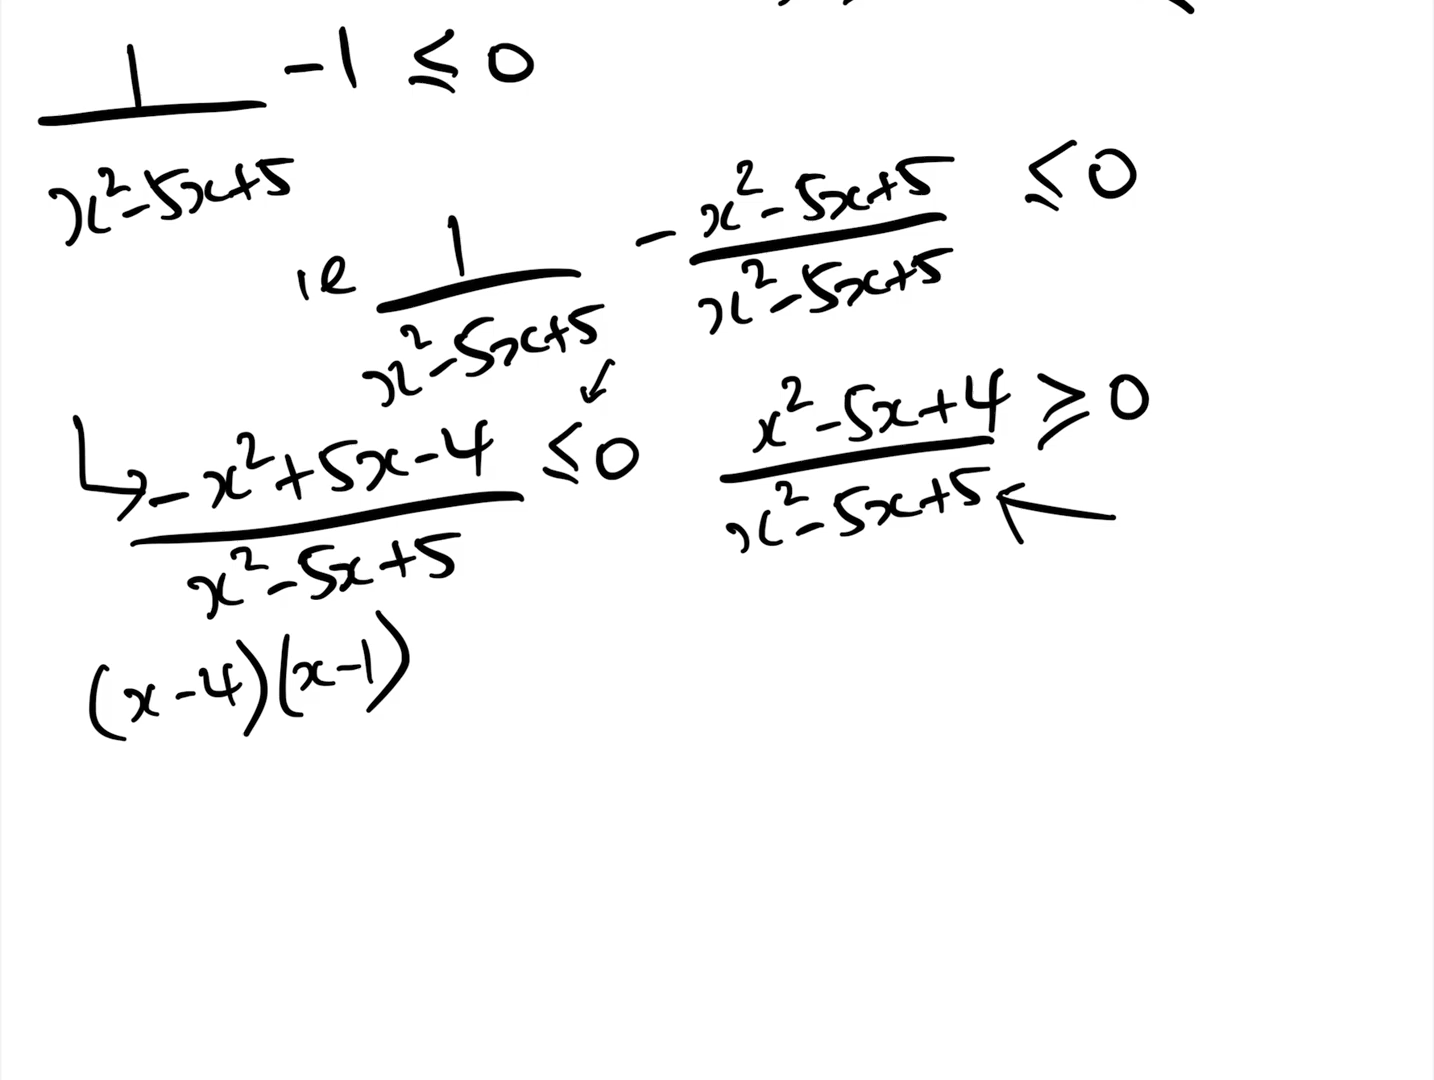 1/(x²-5x+5) -1 ≤ 0
ie 1/(x²-5x+5) - (x²-5x+5)/(x²-5x+5) ≤ 0
↳ (-x²+5x-4)/(x²-5x+5) ≤ 0
(x²-5x+4)/(x²-5x+5) ≥ 0 ←
(x-4)(x-1)